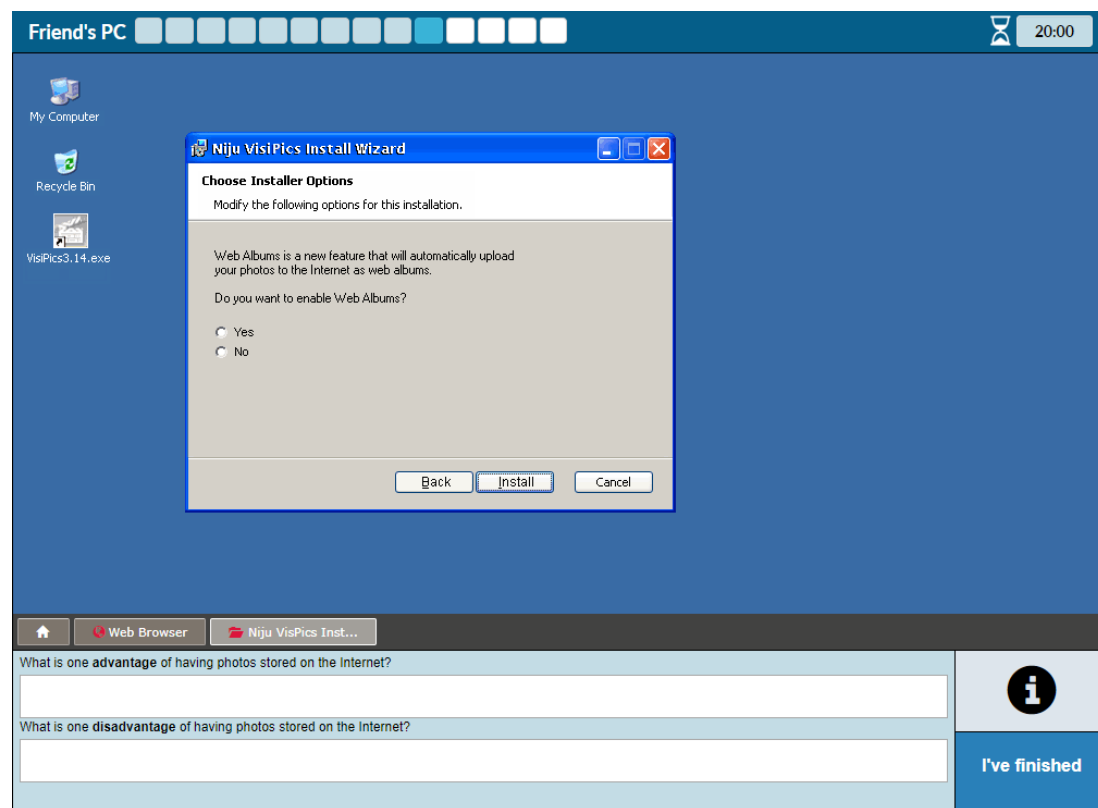 Friend's PC
20:00
My Computer
Recycle Bin
VisiPics3.14.exe
Niju VisiPics Install Wizard
Choose Installer Options
Modify the following options for this installation.
Web Albums is a new feature that will automatically upload
your photos to the Internet as web albums.
Do you want to enable Web Albums?
Yes
No
Back
Install
Cancel
Web Browser
Niju VisPics Inst...
What is one advantage of having photos stored on the Internet?
What is one disadvantage of having photos stored on the Internet?
I've finished